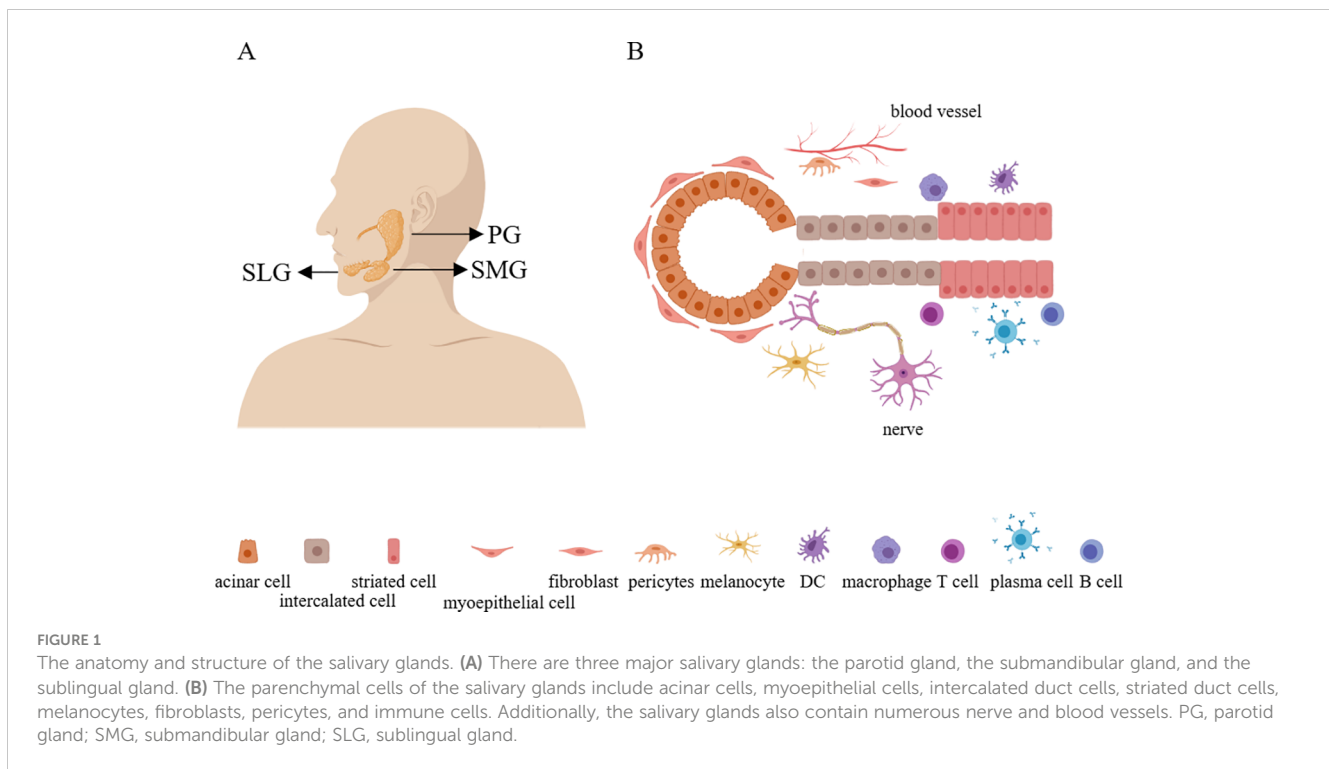 A
B
blood vessel
PG
SLG
SMG
nerve
acinar cell
intercalated cell
striated cell
myoepithelial cell
fibroblast
pericytes
melanocyte
DC
macrophage
T cell
plasma cell
B cell
FIGURE 1
The anatomy and structure of the salivary glands. (A) There are three major salivary glands: the parotid gland, the submandibular gland, and the
sublingual gland. (B) The parenchymal cells of the salivary glands include acinar cells, myoepithelial cells, intercalated duct cells, striated duct cells,
melanocytes, fibroblasts, pericytes, and immune cells. Additionally, the salivary glands also contain numerous nerve and blood vessels. PG, parotid
gland; SMG, submandibular gland; SLG, sublingual gland.